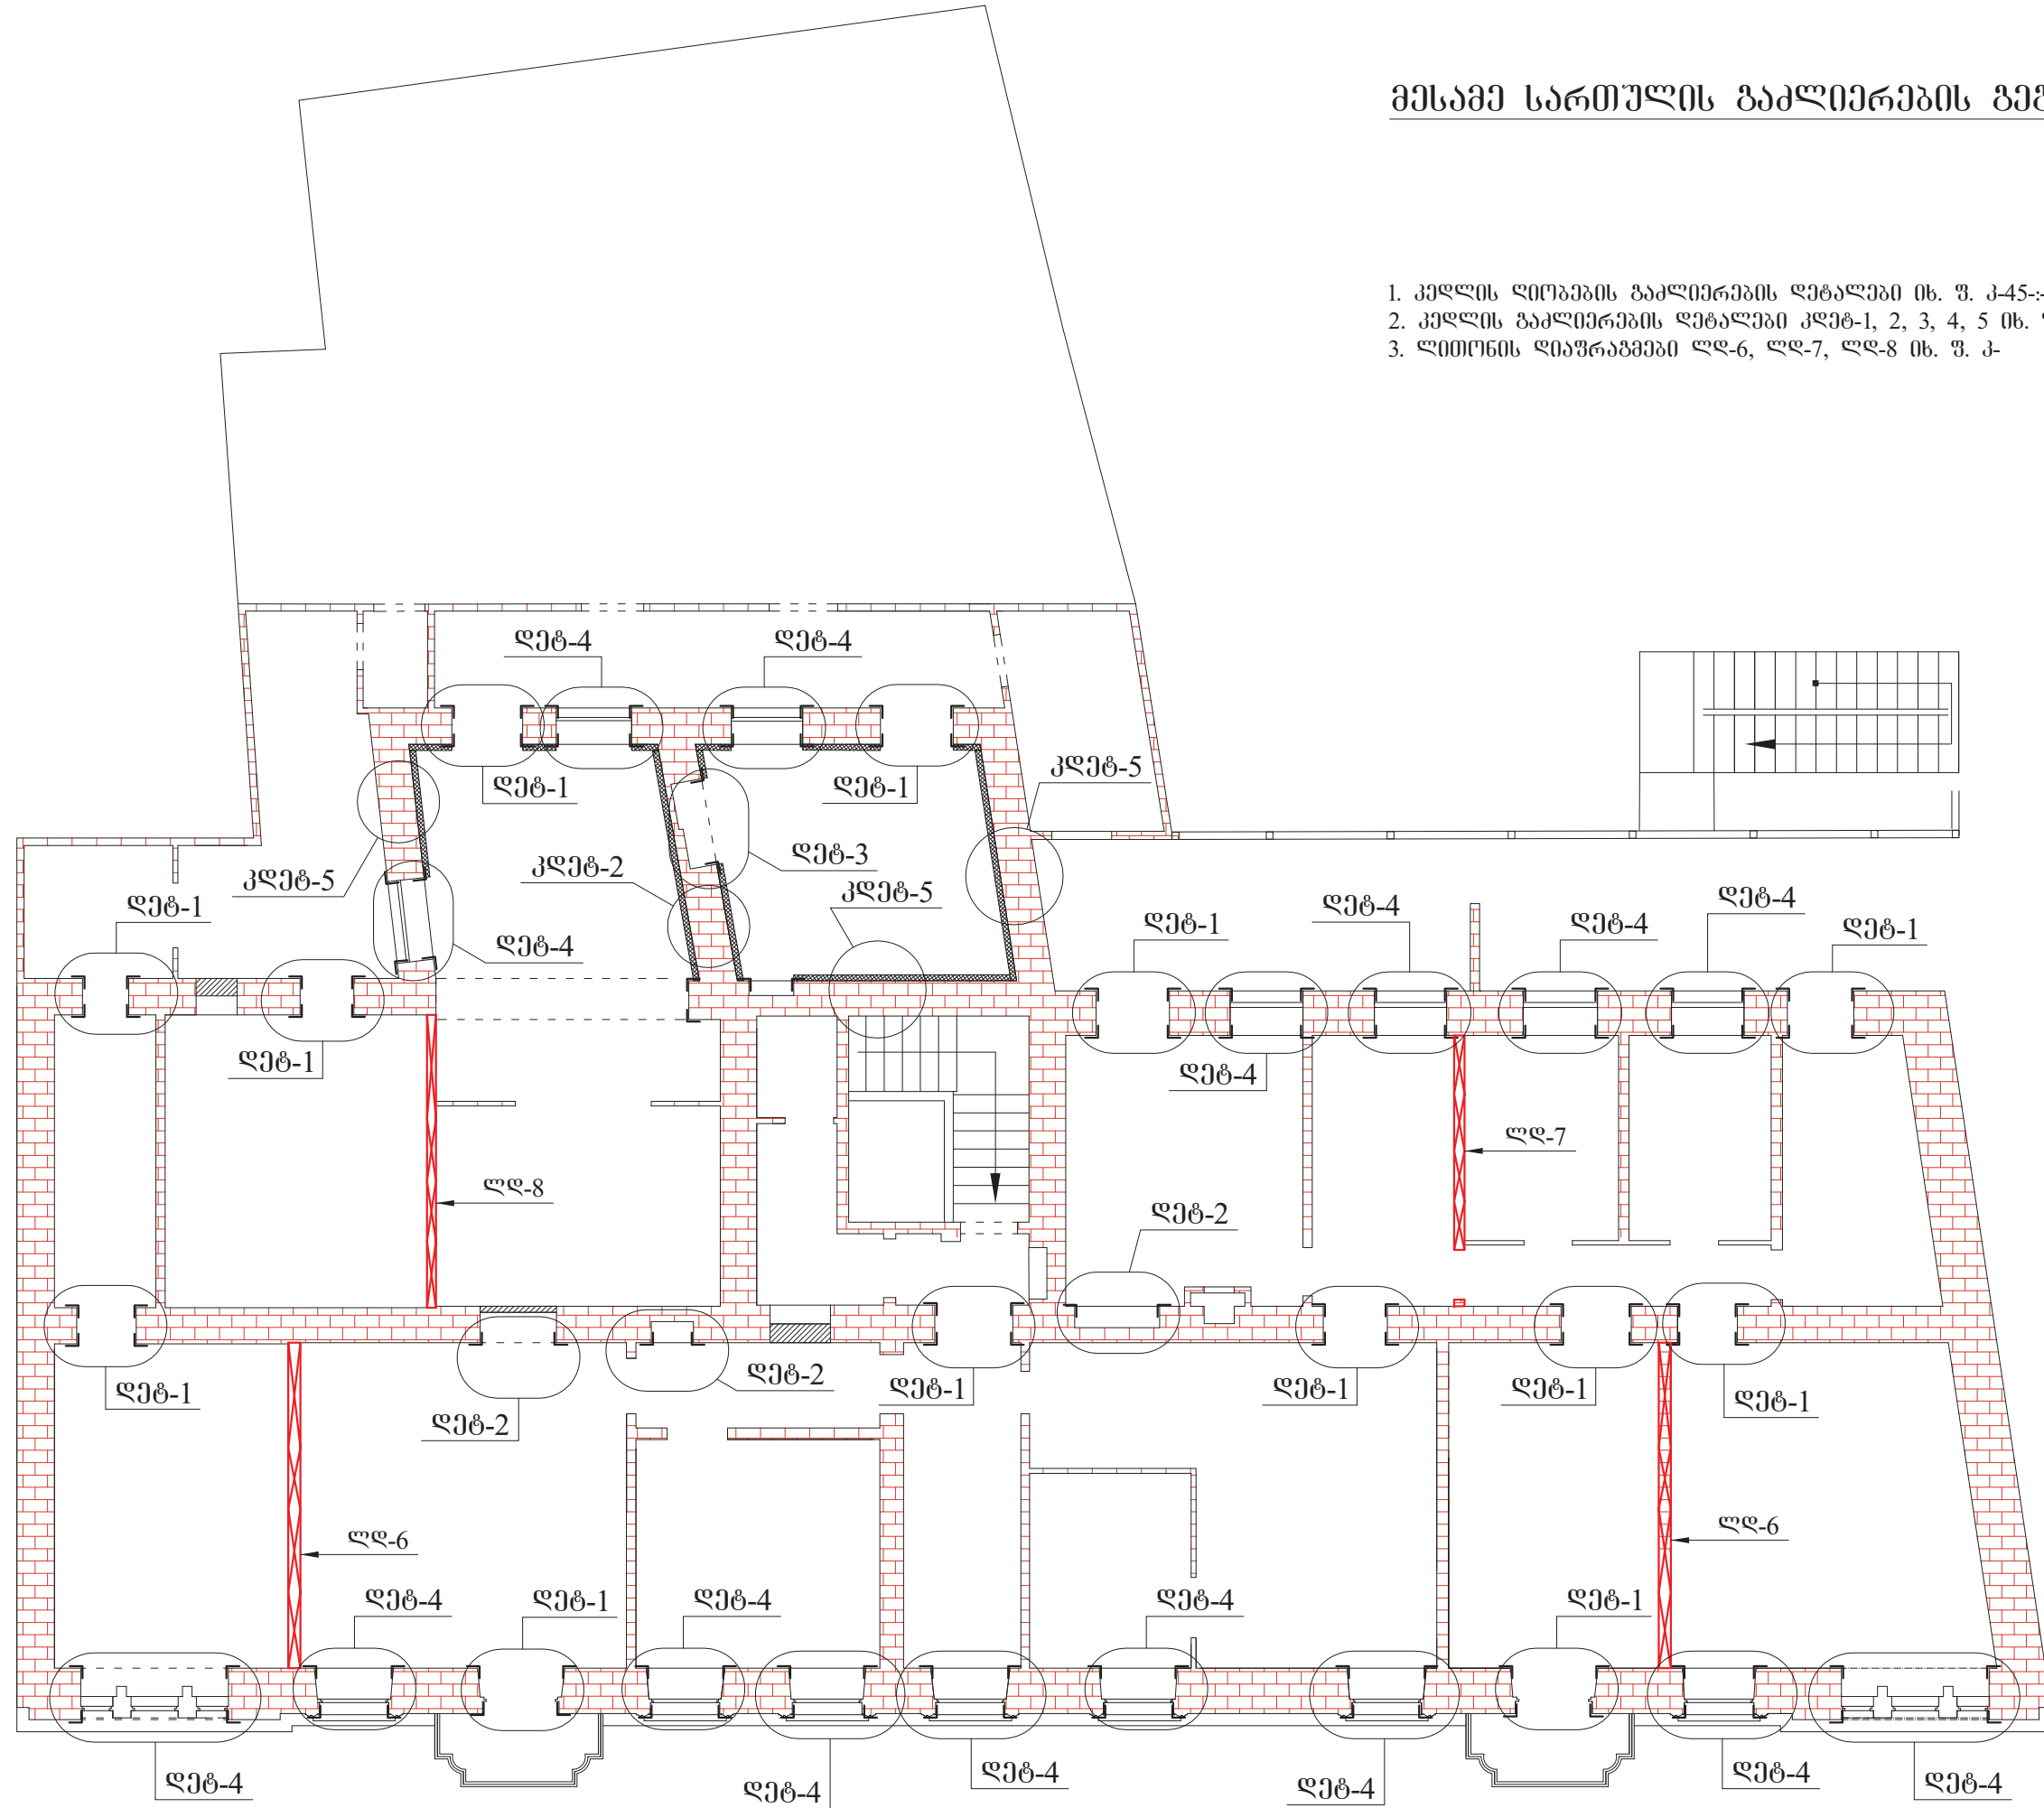 მესამე სართულის გაძლიერების
1. კედლის ღიობების გაძლიერების დეტალები იხ. ფ. კ-45-:-
2. კედლის გაძლიერების დეტალები კდეტ-1, 2, 3, 4, 5 იხ.
3. ლითონის დიაფრაგმები ლდ-6, ლდ-7, ლდ-8 იხ. ფ. კ-
დეტ-4
დეტ-4
კდეტ-5
დეტ-1
დეტ-1
დეტ-3
კდეტ-2
კდეტ-5
კდეტ-5
დეტ-1
დეტ-4
დეტ-1
დეტ-4
დეტ-4
დეტ-4
დეტ-1
დეტ-1
დეტ-4
ლდ-7
ლდ-8
დეტ-2
დეტ-1
დეტ-2
დეტ-2
დეტ-1
დეტ-1
დეტ-1
დეტ-1
ლდ-6
ლდ-6
დეტ-4
დეტ-1
დეტ-4
დეტ-4
დეტ-1
დეტ-4
დეტ-4
დეტ-4
დეტ-4
დეტ-4
დეტ-4